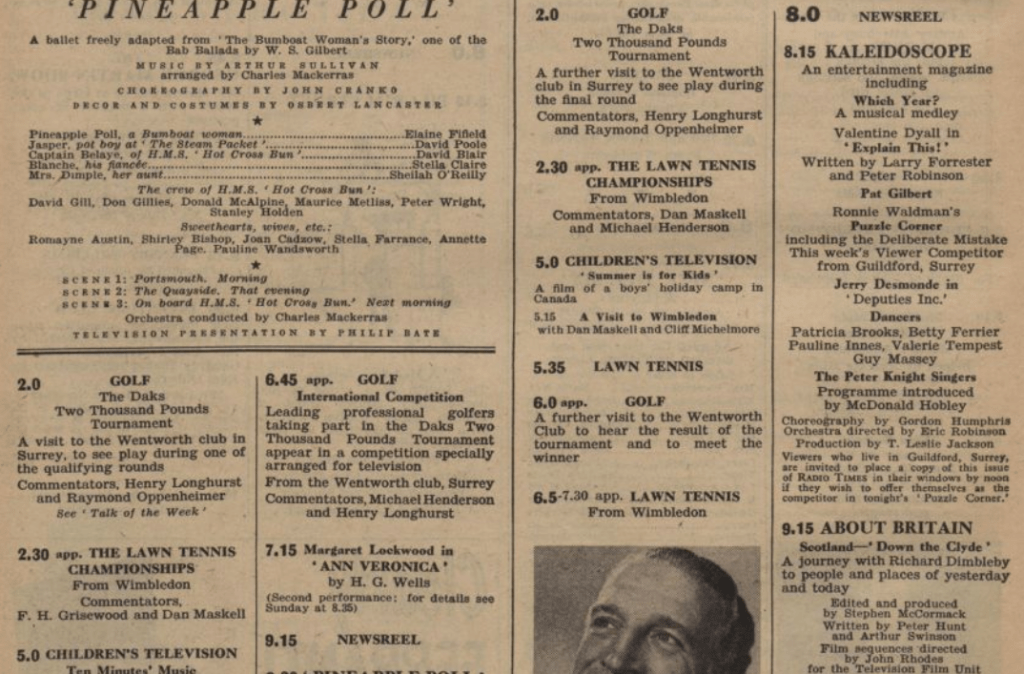 'PINEAPPLE POLL'
A ballet freely adapted from 'The Bumboat Woman's Story,' one of the
Bab Ballads by W. S. Gilbert
MUSIC BY ARTHUR SULLIVAN
arranged by Charles Mackerras
CHOREOGRAPHY BY JOHN CRANKO
DECOR AND COSTUMES BY OSBERT LANCASTER
★
Pineapple Poll, a Bumboat woman..............................Elaine Fifield
Jasper, pot boy at 'The Steam Packet'..............................David Poole
Captain Belaye, of H.M.S. 'Hot Cross Bun'..............................David Blair
Blanche, his fiancée..............................Stella Claire
Mrs. Dimple, her aunt..............................Sheilah O'Reilly
The crew of H.M.S. 'Hot Cross Bun':
David Gill, Don Gillies, Donald McAlpine, Maurice Metliss, Peter Wright,
Stanley Holden
Sweethearts, wives, etc.:
Romayne Austin, Shirley Bishop, Joan Cadzow, Stella Farrance, Annette
Page, Pauline Wandsworth
★
SCENE 1: Portsmouth. Morning
SCENE 2: The Quayside. That evening
SCENE 3: On board H.M.S. 'Hot Cross Bun.' Next morning
Orchestra conducted by Charles Mackerras
TELEVISION PRESENTATION BY PHILIP BATE
2.0 GOLF
The Daks
Two Thousand Pounds
Tournament
A visit to the Wentworth club in
Surrey, to see play during one of
the qualifying rounds
Commentators, Henry Longhurst
and Raymond Oppenheimer
See 'Talk of the Week'
2.30 app. THE LAWN TENNIS
CHAMPIONSHIPS
From Wimbledon
Commentators,
F. H. Grisewood and Dan Maskell
5.0 CHILDREN'S TELEVISION
Ten Minutes' Music
6.45 app. GOLF
International Competition
Leading professional golfers
taking part in the Daks Two
Thousand Pounds Tournament
appear in a competition specially
arranged for television
From the Wentworth club, Surrey
Commentators, Michael Henderson
and Henry Longhurst
7.15 Margaret Lockwood in
'ANN VERONICA'
by H. G. Wells
(Second performance: for details see
Sunday at 8.35)
9.15 NEWSREEL
'PINEAPPLE POLL'
2.0 GOLF
The Daks
Two Thousand Pounds
Tournament
A further visit to the Wentworth
club in Surrey to see play during
the final round
Commentators, Henry Longhurst
and Raymond Oppenheimer
2.30 app. THE LAWN TENNIS
CHAMPIONSHIPS
From Wimbledon
Commentators, Dan Maskell
and Michael Henderson
5.0 CHILDREN'S TELEVISION
'Summer is for Kids'
A film of a boys' holiday camp in
Canada
5.15 A Visit to Wimbledon
with Dan Maskell and Cliff Michelmore
5.35 LAWN TENNIS
6.0 app. GOLF
A further visit to the Wentworth
Club to hear the result of the
tournament and to meet the
winner
6.5-7.30 app. LAWN TENNIS
From Wimbledon
8.0 NEWSREEL
8.15 KALEIDOSCOPE
An entertainment magazine
including
Which Year?
A musical medley
Valentine Dyall in
'Explain This!'
Written by Larry Forrester
and Peter Robinson
Pat Gilbert
Ronnie Waldman's
Puzzle Corner
including the Deliberate Mistake
This week's Viewer Competitor
from Guildford, Surrey
Jerry Desmonde in
'Deputies Inc.'
Dancers
Patricia Brooks, Betty Ferrier
Pauline Innes, Valerie Tempest
Guy Massey
The Peter Knight Singers
Programme introduced
by McDonald Hobley
Choreography by Gordon Humphris
Orchestra directed by Eric Robinson
Production by T. Leslie Jackson
Viewers who live in Guildford, Surrey,
are invited to place a copy of this issue
of RADIO TIMES in their windows by noon
if they wish to offer themselves as the
competitor in tonight's 'Puzzle Corner.'
9.15 ABOUT BRITAIN
Scotland—'Down the Clyde'
A journey with Richard Dimbleby
to people and places of yesterday
and today
Edited and produced
by Stephen McCormack
Written by Peter Hunt
and Arthur Swinson
Film sequences directed
by John Rhodes
for the Television Film Unit